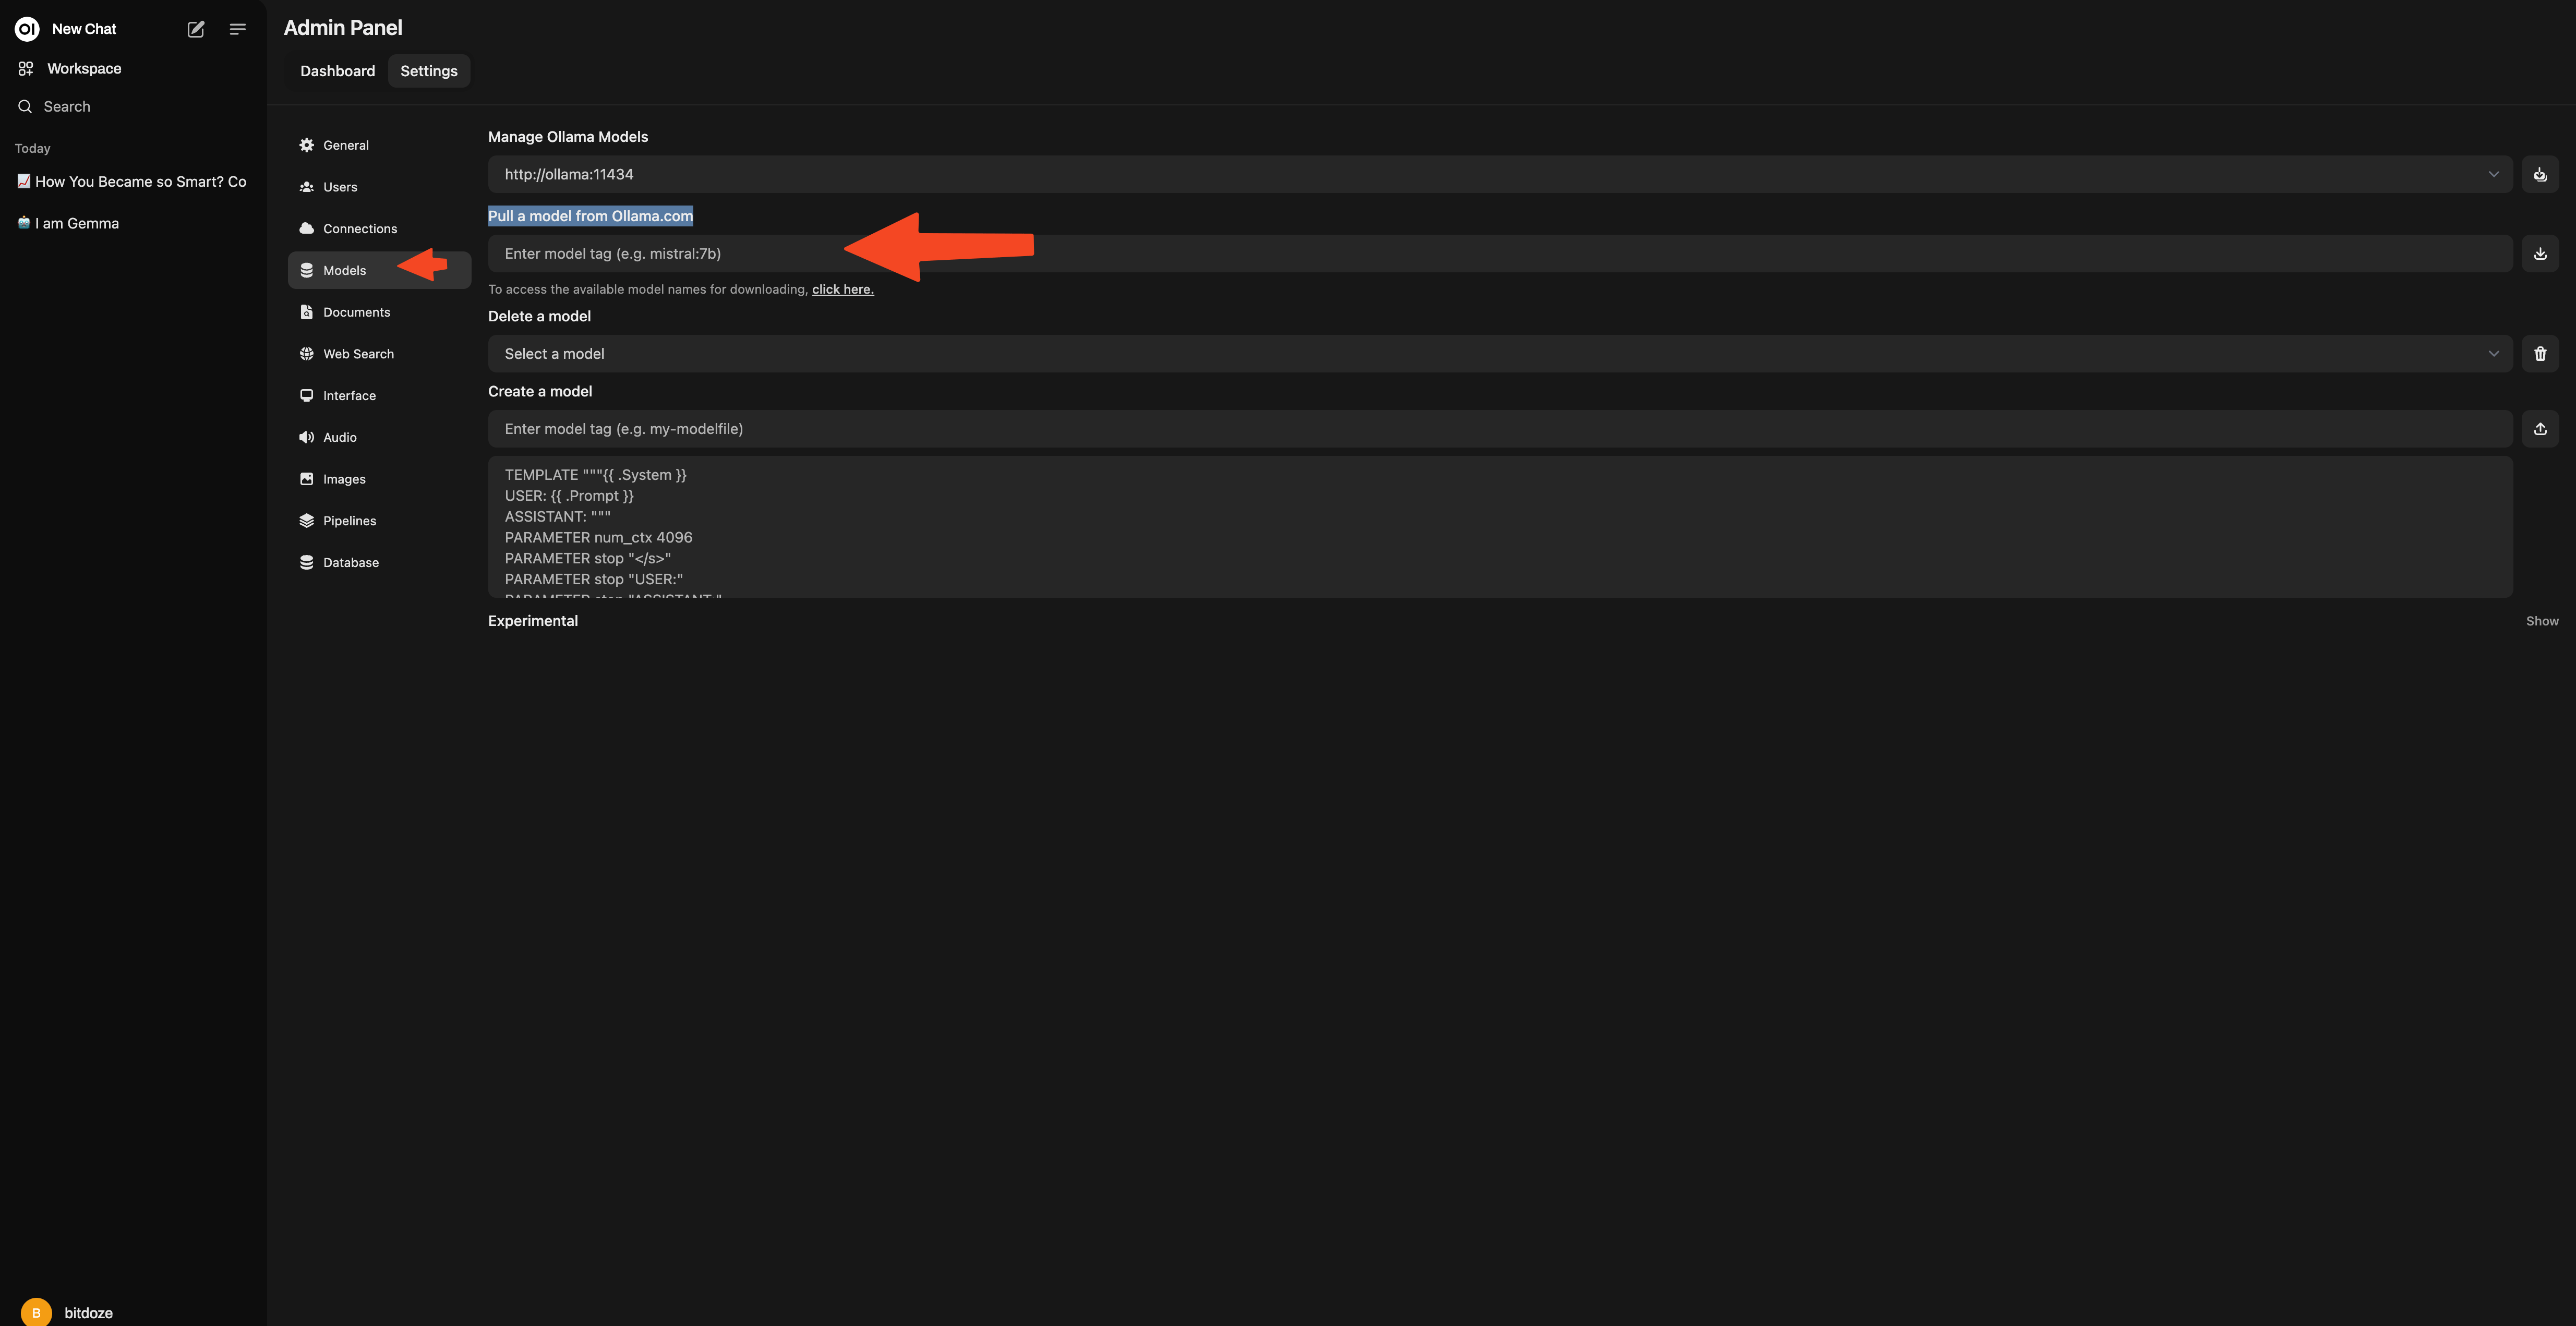 OI New Chat
Workspace
Search
Today
How You Became so Smart? Co
I am Gemma
B bitdoze
Admin Panel
Dashboard Settings
General
Users
Connections
Models
Documents
Web Search
Interface
Audio
Images
Pipelines
Database
Manage Ollama Models
http://ollama:11434
Pull a model from Ollama.com
Enter model tag (e.g. mistral:7b)
To access the available model names for downloading, click here.
Delete a model
Select a model
Create a model
Enter model tag (e.g. my-modelfile)
TEMPLATE """{{ .System }}
USER: {{ .Prompt }}
ASSISTANT: """
PARAMETER num_ctx 4096
PARAMETER stop "</s>"
PARAMETER stop "USER:"
PARAMETER stop "ASSISTANT:"
Experimental Show